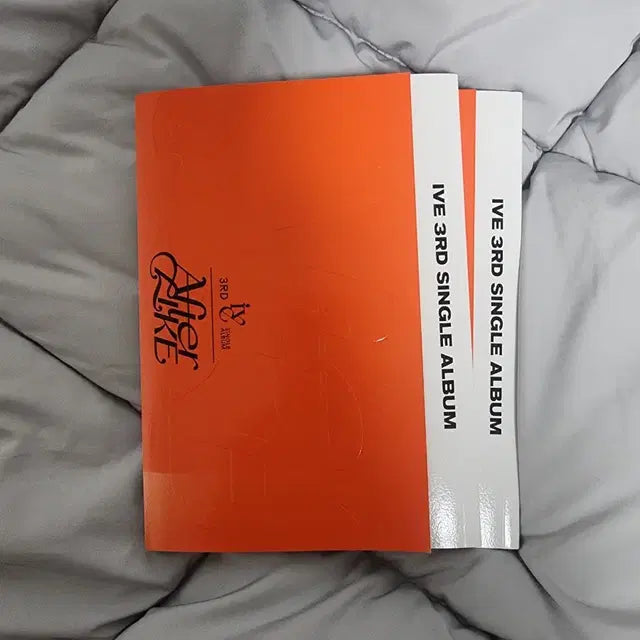 After
LIKE
3RD
IVE
SINGLE
ALBUM
IVE 3RD SINGLE ALBUM
IVE 3RD SINGLE ALBUM